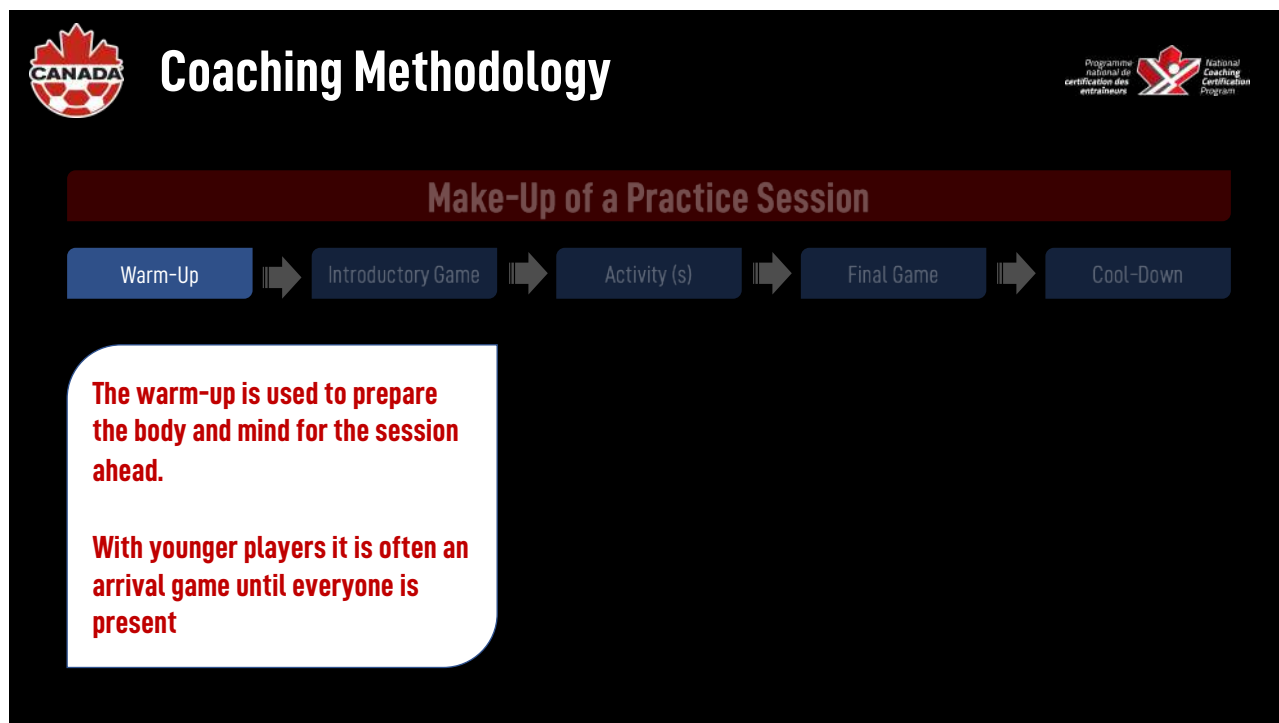 CANADA
Coaching Methodology
Programme
national de
certification des
entraîneurs
National
Coaching
Certification
Program
Make-Up of a Practice Session
Warm-Up
Introductory Game
Activity (s)
Final Game
Cool-Down
The warm-up is used to prepare
the body and mind for the session
ahead.
With younger players it is often an
arrival game until everyone is
present